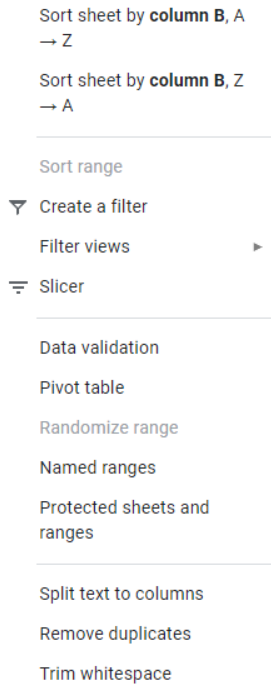 Sort sheet by column B, A
→ Z
Sort sheet by column B, Z
→ A
Sort range
Create a filter
Filter views
Slicer
Data validation
Pivot table
Randomize range
Named ranges
Protected sheets and
ranges
Split text to columns
Remove duplicates
Trim whitespace